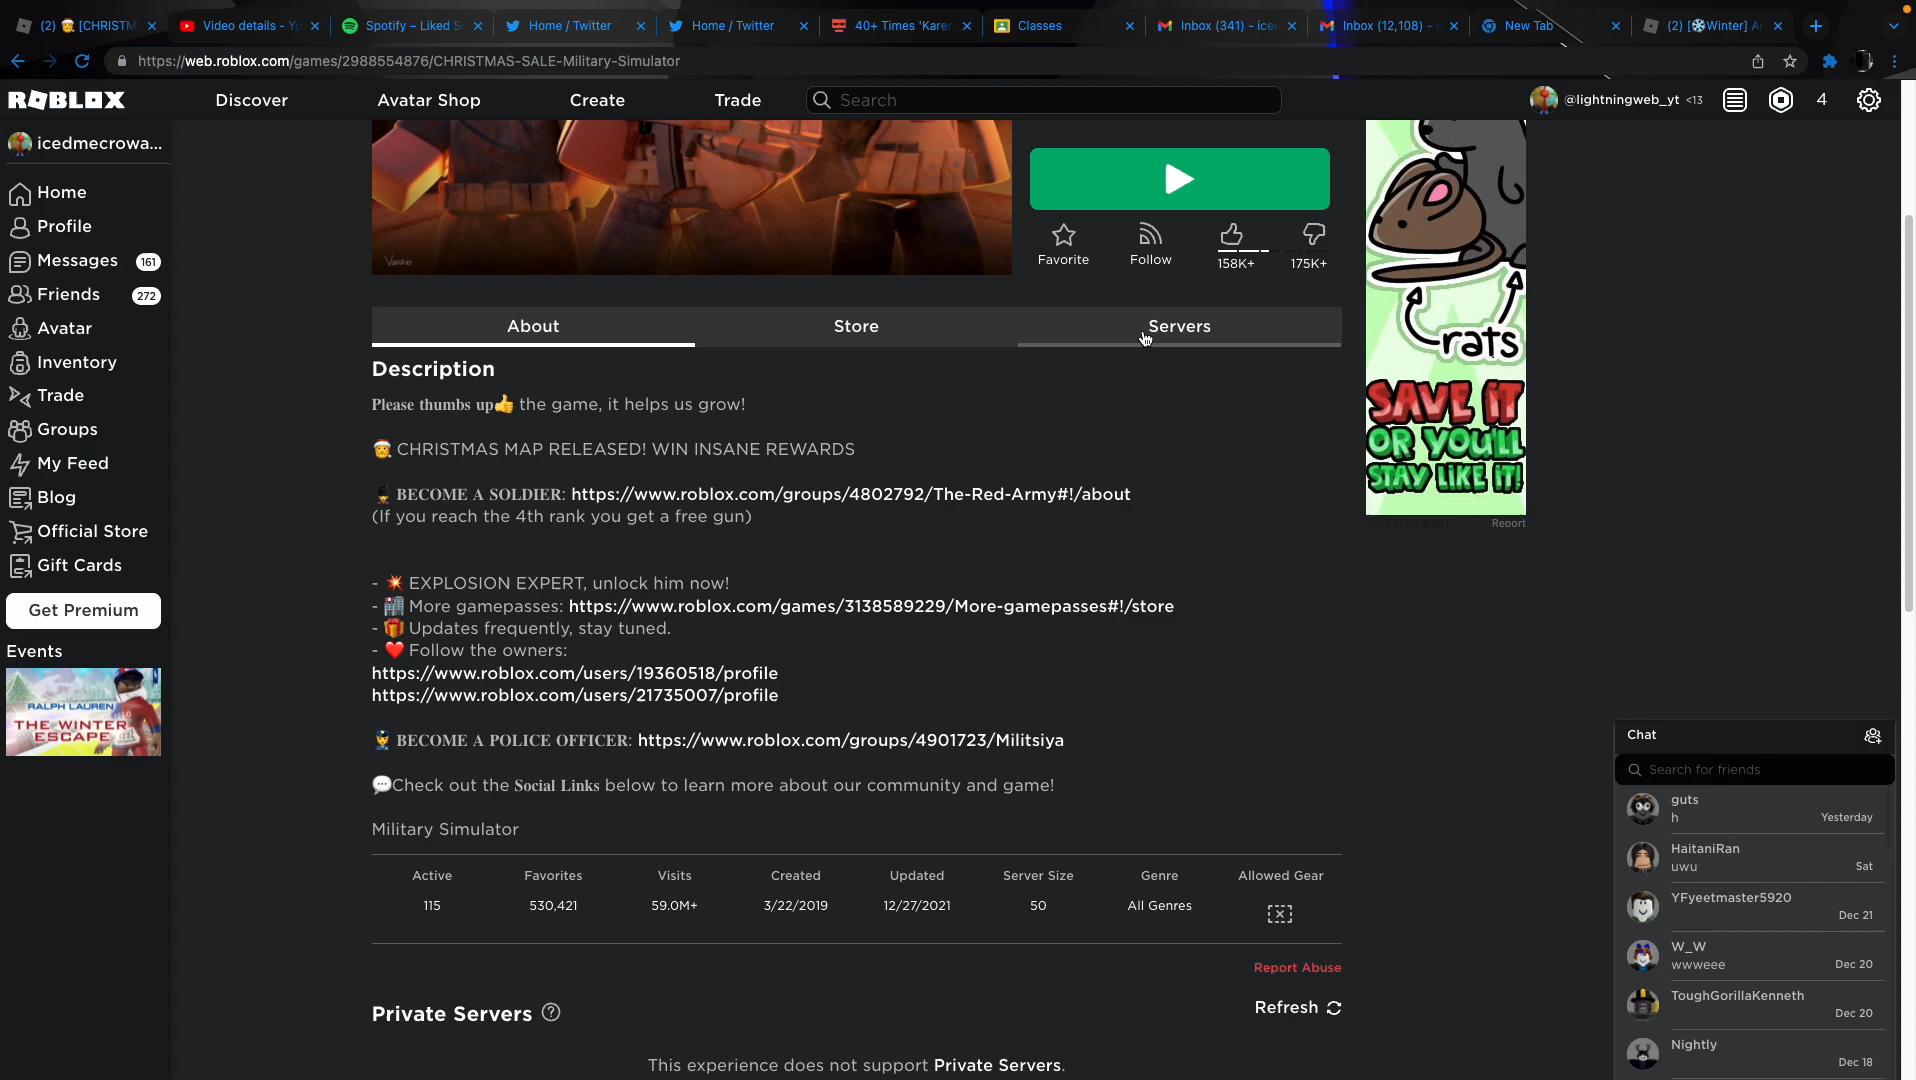 (2) 🧑‍🎄 [CHRISTM
Video details - Yo
Spotify – Liked S
Home / Twitter
Home / Twitter
40+ Times 'Karen
Classes
Inbox (341) - iced
Inbox (12,108) - s
New Tab
(2) [❄️Winter] A
https://web.roblox.com/games/2988554876/CHRISTMAS-SALE-Military-Simulator
ROBLOX
Discover
Avatar Shop
Create
Trade
Search
@lightningweb_yt <13
4
icedmecrowa...
Home
Profile
Messages 161
Friends 272
Avatar
Inventory
Trade
Groups
My Feed
Blog
Official Store
Gift Cards
Get Premium
Events
RALPH LAUREN
THE WINTER
ESCAPE
Favorite
Follow
158K+
175K+
About
Store
Servers
Description
Please thumbs up👍 the game, it helps us grow!
🧑‍🎄 CHRISTMAS MAP RELEASED! WIN INSANE REWARDS
BECOME A SOLDIER: https://www.roblox.com/groups/4802792/The-Red-Army#!/about
(If you reach the 4th rank you get a free gun)
- 💥 EXPLOSION EXPERT, unlock him now!
- 🏰 More gamepasses: https://www.roblox.com/games/3138589229/More-gamepasses#!/store
- 🎁 Updates frequently, stay tuned.
- ❤️ Follow the owners:
https://www.roblox.com/users/19360518/profile
https://www.roblox.com/users/21735007/profile
👮 BECOME A POLICE OFFICER: https://www.roblox.com/groups/4901723/Militsiya
💬Check out the Social Links below to learn more about our community and game!
Military Simulator
Active
Favorites
Visits
Created
Updated
Server Size
Genre
Allowed Gear
115
530,421
59.0M+
3/22/2019
12/27/2021
50
All Genres
Report Abuse
Private Servers
Refresh
This experience does not support Private Servers.
rats
SAVE IT
OR YOU'LL
STAY LIKE IT!
Report
Chat
Search for friends
guts
h
Yesterday
HaitaniRan
uwu
Sat
YFyeetmaster5920
Dec 21
W_W
wwweee
Dec 20
ToughGorillaKenneth
Dec 20
Nightly
Dec 18